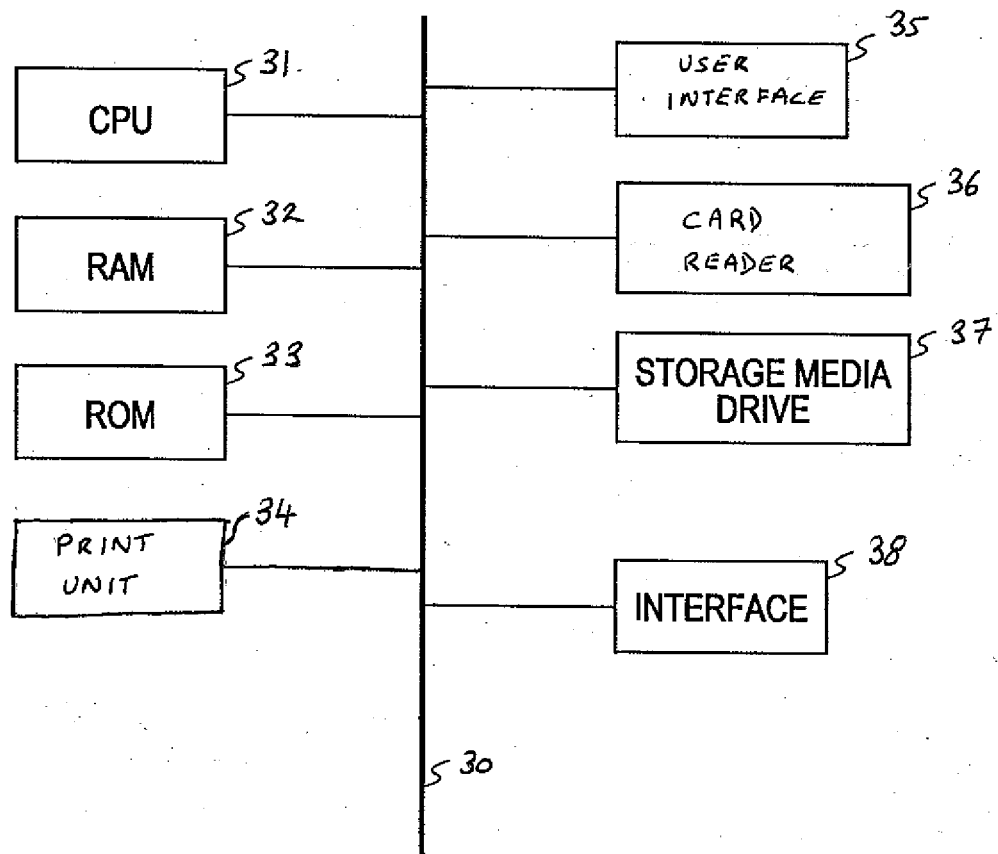 31
CPU
32
RAM
33
ROM
34
PRINT
UNIT
35
USER
INTERFACE
36
CARD
READER
37
STORAGE MEDIA
DRIVE
38
INTERFACE
30